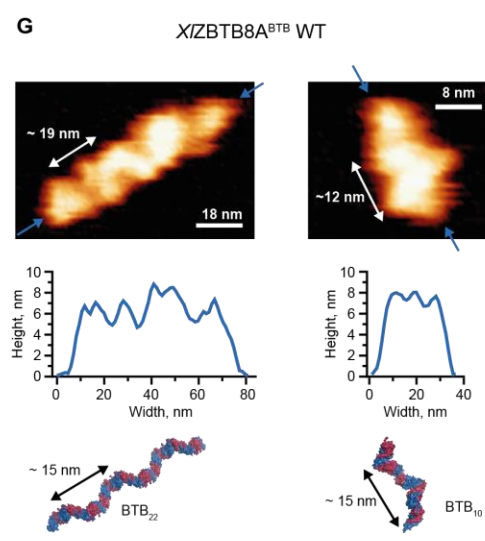 G
XlZBTB8A^BTB WT
~ 19 nm
18 nm
8 nm
~12 nm
Height, nm
10
8
6
4
2
0
0 20 40 60 80
Width, nm
Height, nm
10
8
6
4
2
0
0 20 40
Width, nm
~ 15 nm
BTB₂₂
~ 15 nm
BTB₁₀